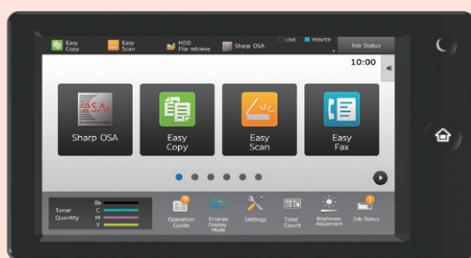 Easy
Copy
Easy
Scan
HDD
File retrieve
Sharp OSA
LINE
PRINTER
Job Status
10:00
OSA
Sharp OSA
Easy
Copy
Easy
Scan
Easy
Fax
Toner
Quantity
Bk
C
M
Y
Operation
Guide
Enlarge
Display
Mode
Settings
Total
Count
Brightness
Adjustment
Job Status